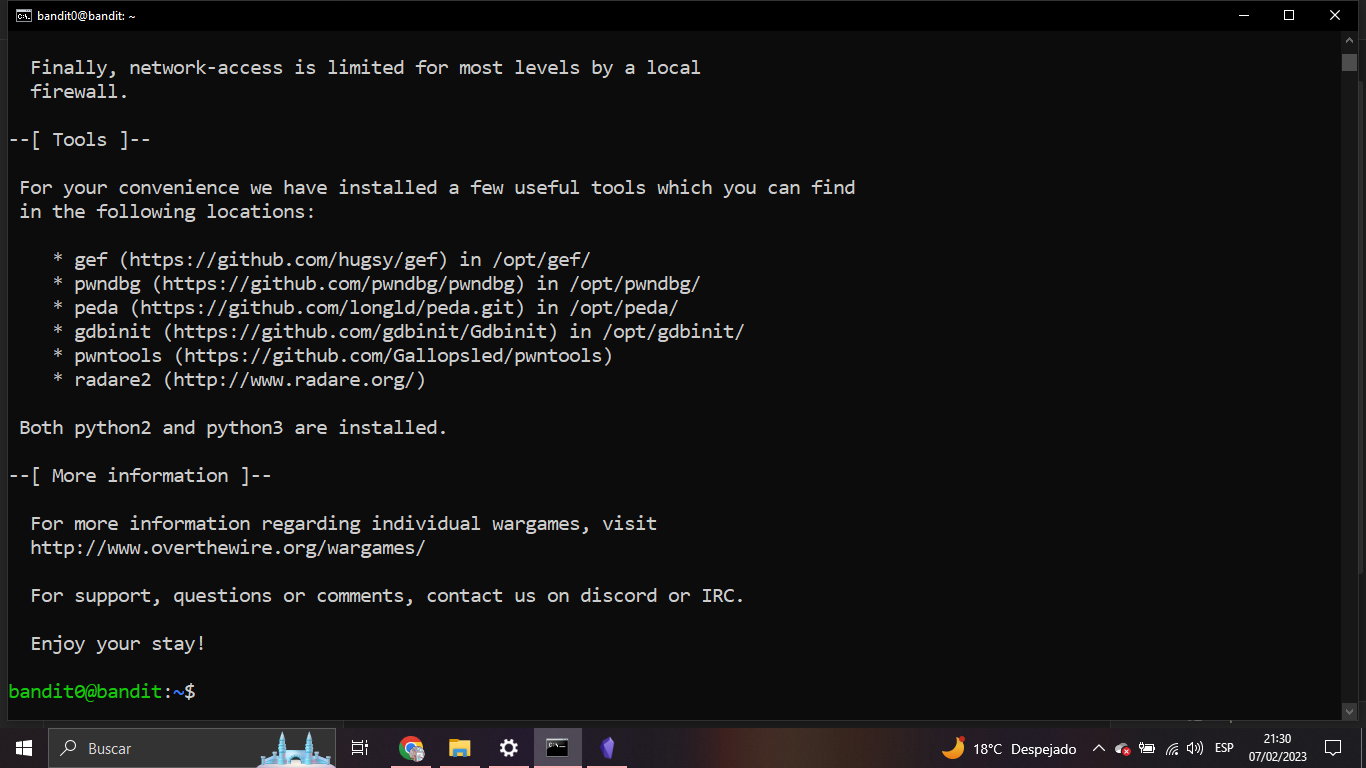 bandit0@bandit: ~
Finally, network-access is limited for most levels by a local
firewall.
--[ Tools ]--
For your convenience we have installed a few useful tools which you can find
in the following locations:
* gef (https://github.com/hugsy/gef) in /opt/gef/
* pwndbg (https://github.com/pwndbg/pwndbg) in /opt/pwndbg/
* peda (https://github.com/longld/peda.git) in /opt/peda/
* gdbinit (https://github.com/gdbinit/Gdbinit) in /opt/gdbinit/
* pwntools (https://github.com/Gallopsled/pwntools)
* radare2 (http://www.radare.org/)
Both python2 and python3 are installed.
--[ More information ]--
For more information regarding individual wargames, visit
http://www.overthewire.org/wargames/
For support, questions or comments, contact us on discord or IRC.
Enjoy your stay!
bandit0@bandit:~$
Buscar
18°C Despejado
ESP
21:30
07/02/2023